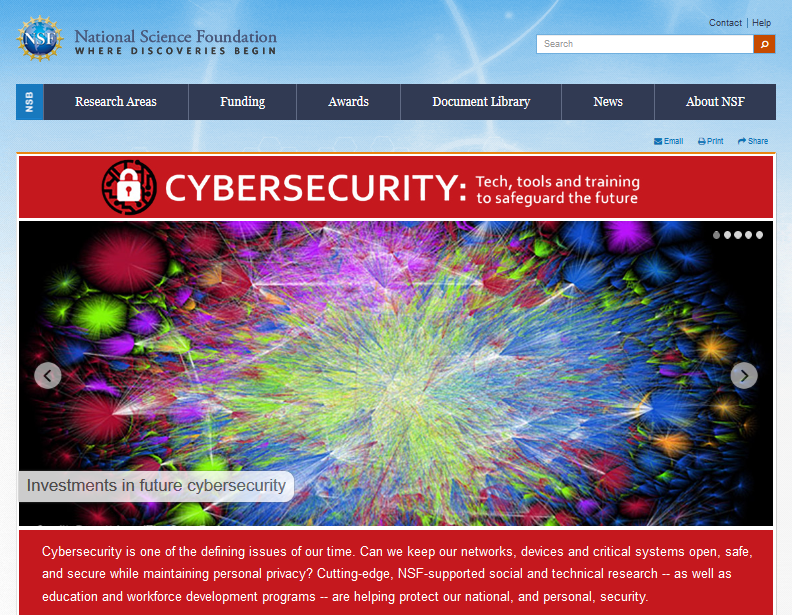 Contact | Help
NSF
National Science Foundation
WHERE DISCOVERIES BEGIN
Search
NSB
Research Areas
Funding
Awards
Document Library
News
About NSF
Email
Print
Share
CYBERSECURITY:
Tech, tools and training
to safeguard the future
Investments in future cybersecurity
Cybersecurity is one of the defining issues of our time. Can we keep our networks, devices and critical systems open, safe,
and secure while maintaining personal privacy? Cutting-edge, NSF-supported social and technical research -- as well as
education and workforce development programs -- are helping protect our national, and personal, security.